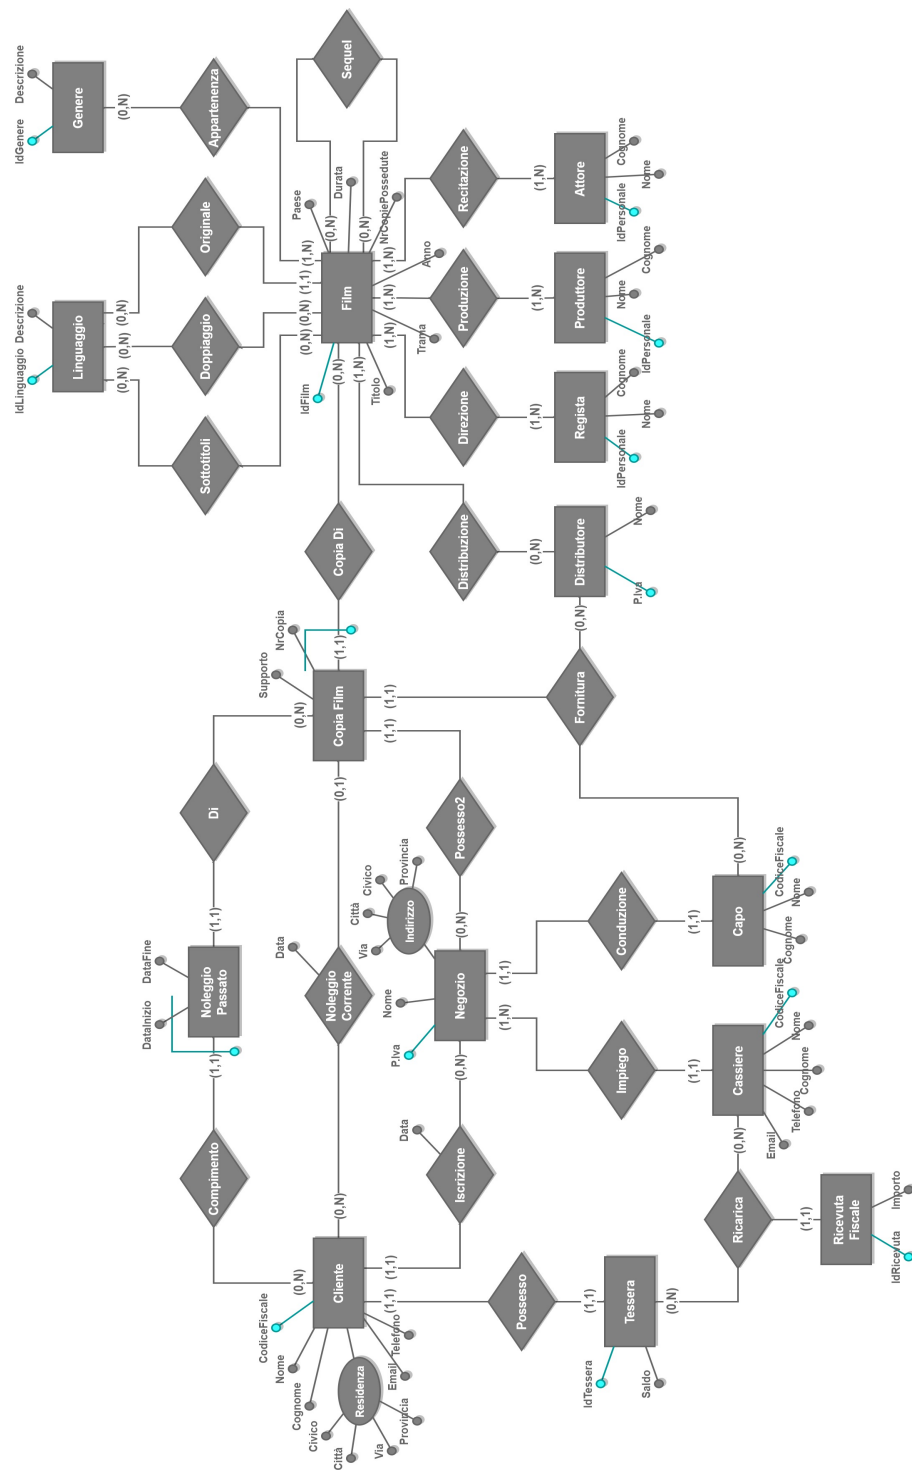 IdLinguaggio Descrizione
IdGenere Descrizione
Linguaggio
Genere
(0,N) (0,N) (0,N)
(0,N)
DataInizio DataFine
Compimento
Noleggio
Passato
Di
Sottotitoli
Doppiaggio
Originale
Appartenenza
(1,1)
(1,1)
CodiceFiscale
Nome
Cognome
Civico
Città
Via
Provincia
Residenza
Email
Telefono
Cliente
(0,N)
(0,N)
(1,1)
(1,1)
Data
Noleggio
Corrente
Supporto
NrCopia
Copia Film
(0,N)
(0,1)
(1,1)
(1,1)
(1,1)
Copia Di
IdFilm
Titolo
Trama
Anno
Paese
Durata
NrCopiePossedute
Film
(0,N)
(0,N)
(1,1)
(1,N)
(0,N)
(1,N)
(1,N)
(1,N)
(1,N)
(0,N)
(0,N)
Sequel
Data
Iscrizione
(0,N)
P.Iva
Nome
Via
Città
Civico
Provincia
Indirizzo
Negozio
(0,N)
(1,N)
(1,1)
Possesso2
Distribuzione
Direzione
Produzione
Recitazione
Possesso
(1,1)
(0,N)
(1,N)
(1,N)
(1,N)
IdTessera
Saldo
Tessera
(0,N)
Impiego
Conduzione
Fornitura
(0,N)
Distributore
P.Iva
Nome
Regista
IdPersonale
Nome
Cognome
Produttore
IdPersonale
Nome
Cognome
Attore
IdPersonale
Nome
Cognome
(1,1)
(1,1)
Ricarica
(0,N)
Cassiere
Email
Telefono
Cognome
Nome
CodiceFiscale
(0,N)
Capo
Cognome
Nome
CodiceFiscale
(1,1)
Ricevuta
Fiscale
IdRicevuta
Importo